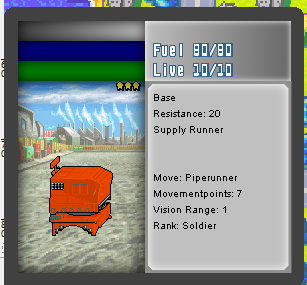 Fuel 80/80
Live 10/10
Base
Resistance: 20
Supply Runner
Move: Piperunner
Movementpoints: 7
Vision Range: 1
Rank: Soldier